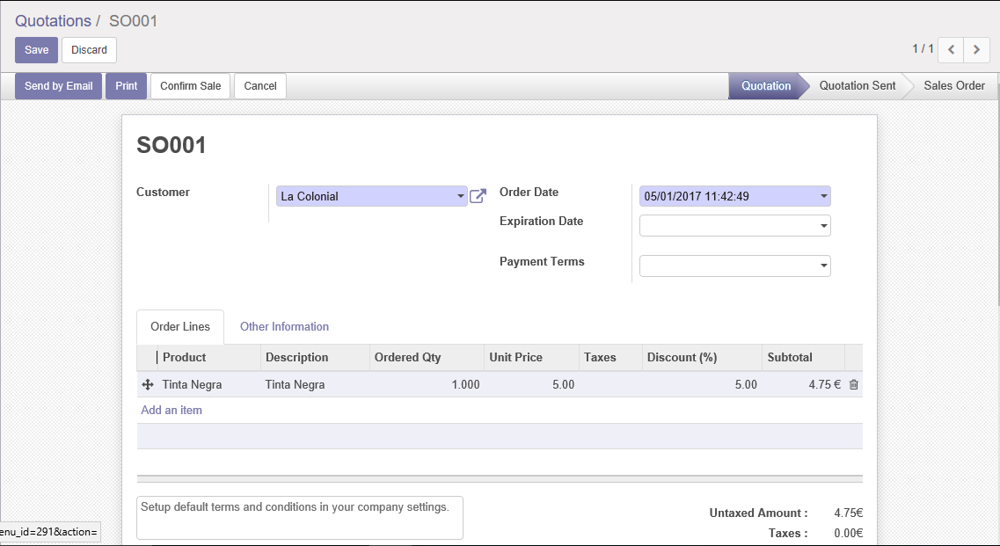 Quotations / SO001
Save Discard 1 / 1
Send by Email Print Confirm Sale Cancel Quotation Quotation Sent Sales Order
SO001
Customer La Colonial Order Date 05/01/2017 11:42:49
Expiration Date
Payment Terms
Order Lines Other Information
Product Description Ordered Qty Unit Price Taxes Discount (%) Subtotal
Tinta Negra Tinta Negra 1.000 5.00 5.00 4.75 €
Add an item
Setup default terms and conditions in your company settings.
Untaxed Amount : 4.75€
enu_id=291&action= Taxes : 0.00€